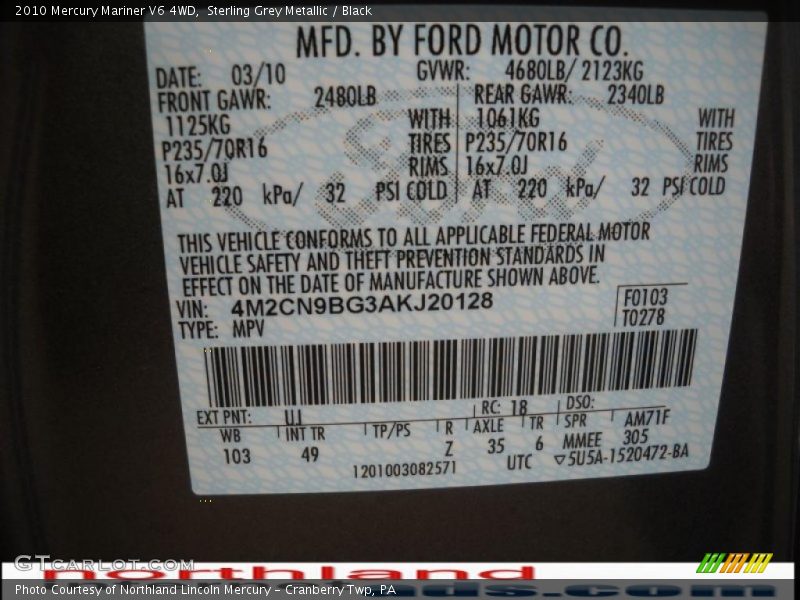 2010 Mercury Mariner V6 4WD,  Sterling Grey Metallic / Black
MFD. BY FORD MOTOR CO.
DATE: 03/10 GVWR: 4680LB/ 2123KG
FRONT GAWR: 2480LB REAR GAWR: 2340LB
1125KG WITH 1061KG WITH
P235/70R16 TIRES P235/70R16 TIRES
16x7.0J RIMS 16x7.0J RIMS
AT 220 kPa/ 32 PSI COLD AT 220 kPa/ 32 PSI COLD
Ford
THIS VEHICLE CONFORMS TO ALL APPLICABLE FEDERAL MOTOR
VEHICLE SAFETY AND THEFT PREVENTION STANDARDS IN
EFFECT ON THE DATE OF MANUFACTURE SHOWN ABOVE.
VIN: 4M2CN9BG3AKJ20128 F0103
TYPE: MPV T0278
EXT PNT: UJ RC: 18 DSO:
WB INT TR TP/PS R AXLE TR SPR AM71F
103 49 Z 35 6 MMEE 305
1201003082571 UTC ▽5U5A-1520472-BA
GTCARLOT.COM
northland
Photo Courtesy of Northland Lincoln Mercury - Cranberry Twp, PA